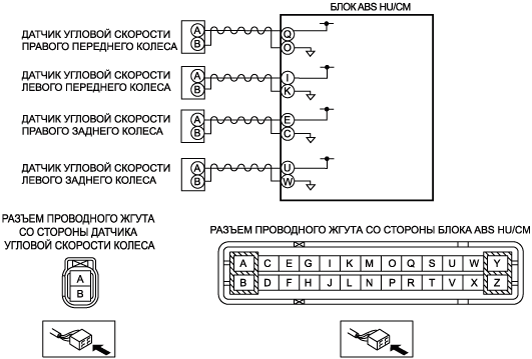 БЛОК ABS HU/CM
ДАТЧИК УГЛОВОЙ СКОРОСТИ
ПРАВОГО ПЕРЕДНЕГО КОЛЕСА
A
B
Q
O
ДАТЧИК УГЛОВОЙ СКОРОСТИ
ЛЕВОГО ПЕРЕДНЕГО КОЛЕСА
A
B
I
K
ДАТЧИК УГЛОВОЙ СКОРОСТИ
ПРАВОГО ЗАДНЕГО КОЛЕСА
A
B
E
C
ДАТЧИК УГЛОВОЙ СКОРОСТИ
ЛЕВОГО ЗАДНЕГО КОЛЕСА
A
B
U
W
РАЗЪЕМ ПРОВОДНОГО ЖГУТА
СО СТОРОНЫ ДАТЧИКА
УГЛОВОЙ СКОРОСТИ КОЛЕСА
A
B
РАЗЪЕМ ПРОВОДНОГО ЖГУТА СО СТОРОНЫ БЛОКА ABS HU/CM
A C E G I K M O Q S U W Y
B D F H J L N P R T V X Z